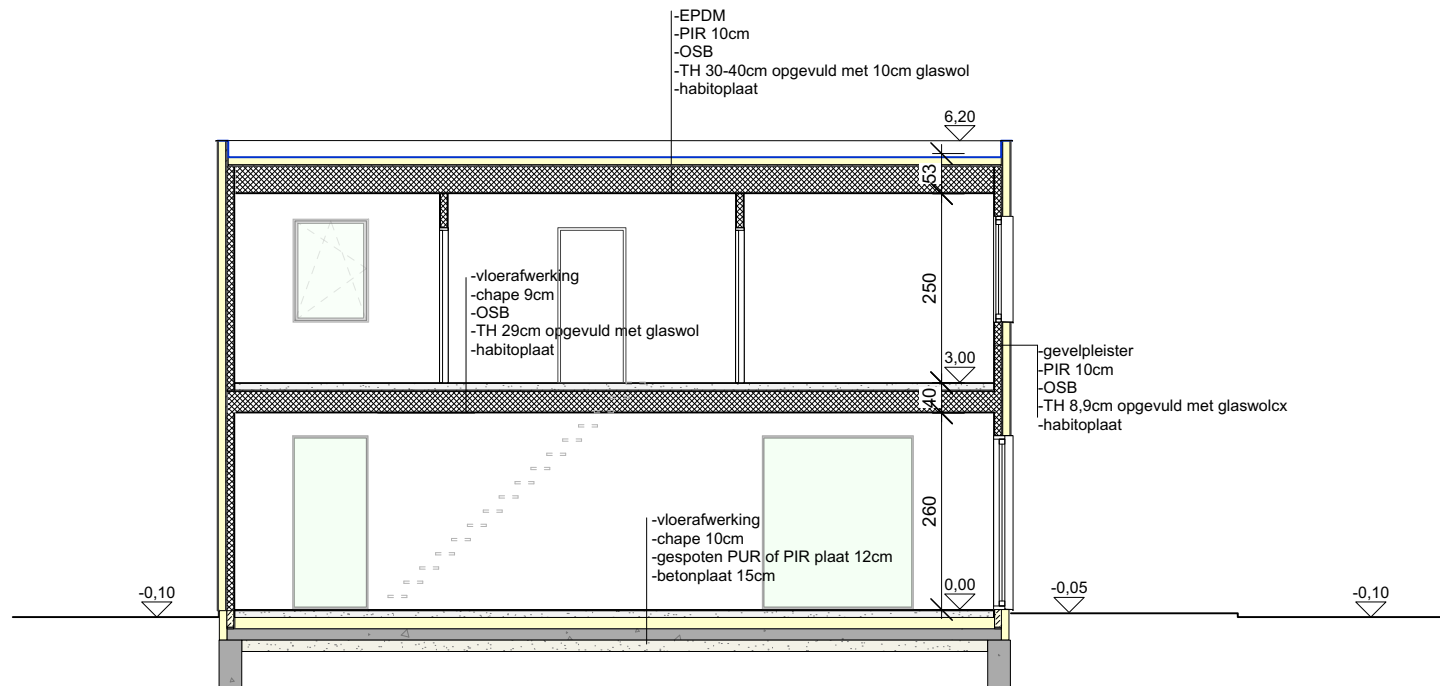 -EPDM
-PIR 10cm
-OSB
-TH 30-40cm opgevuld met 10cm glaswol
-habitoplaat
6,20
53
-vloerafwerking
-chape 9cm
-OSB
-TH 29cm opgevuld met glaswol
-habitoplaat
250
3,00
-gevelpleister
-PIR 10cm
-OSB
-TH 8,9cm opgevuld met glaswolcx
-habitoplaat
40
260
-vloerafwerking
-chape 10cm
-gespoten PUR of PIR plaat 12cm
-betonplaat 15cm
-0,10
0,00
-0,05
-0,10